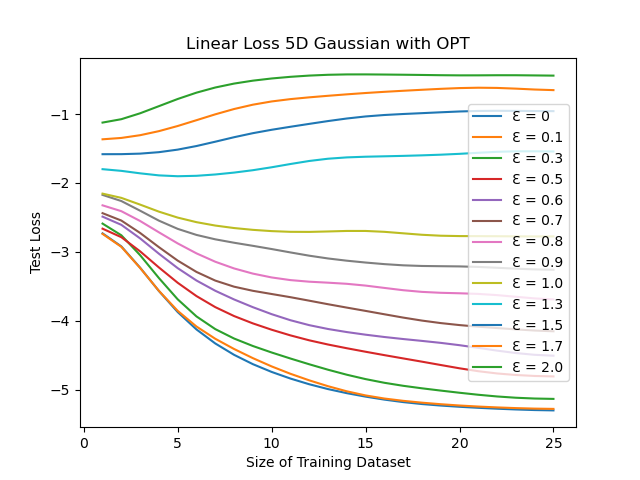 Linear Loss 5D Gaussian with OPT
Test Loss
−1
−2
−3
−4
−5
ℇ = 0
ℇ = 0.1
ℇ = 0.3
ℇ = 0.5
ℇ = 0.6
ℇ = 0.7
ℇ = 0.8
ℇ = 0.9
ℇ = 1.0
ℇ = 1.3
ℇ = 1.5
ℇ = 1.7
ℇ = 2.0
0 5 10 15 20 25
Size of Training Dataset